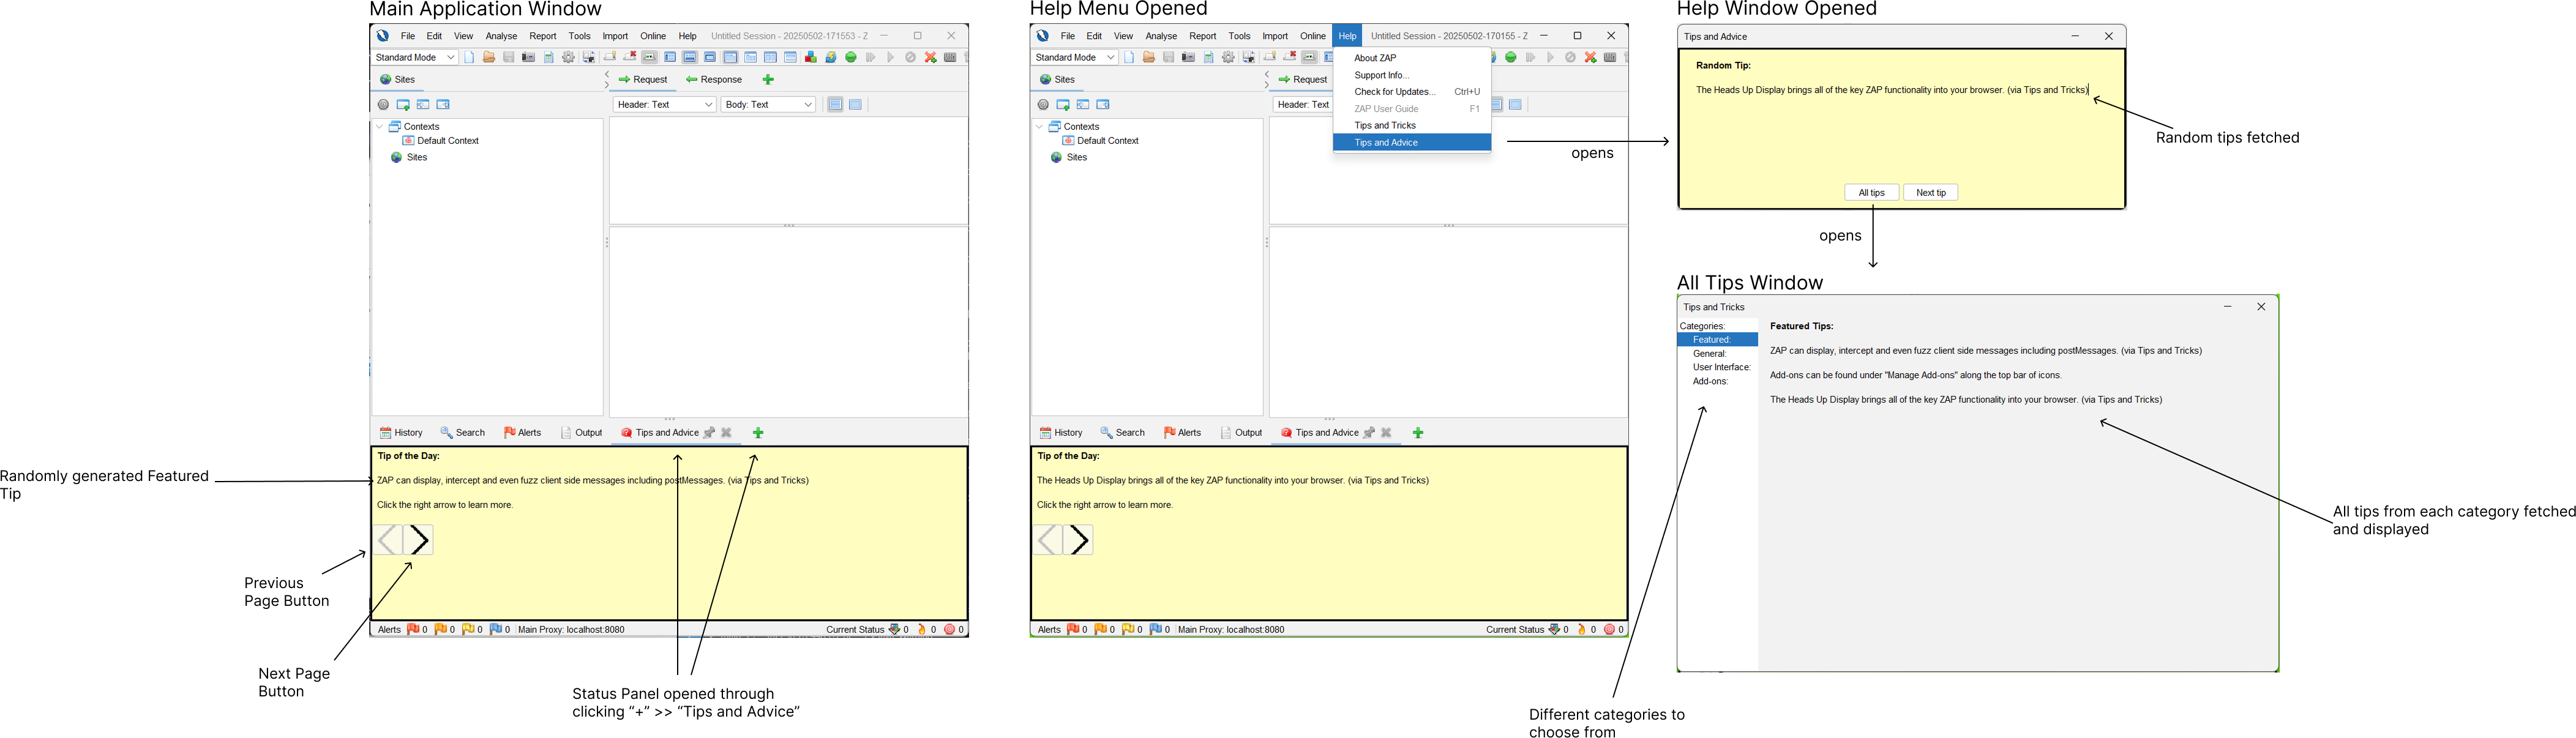 Main Application Window
File Edit View Analyse Report Tools Import Online Help Untitled Session - 20250502-171553 - Z
Standard Mode
Sites
Request Response
Header: Text Body: Text
Contexts
Default Context
Sites
History Search Alerts Output Tips and Advice
Tip of the Day:
ZAP can display, intercept and even fuzz client side messages including postMessages. (via Tips and Tricks)
Click the right arrow to learn more.
Alerts 0 0 0 0 Main Proxy: localhost:8080 Current Status 0 0 0
Randomly generated Featured
Tip
Previous
Page Button
Next Page
Button
Status Panel opened through
clicking “+” >> “Tips and Advice”
Help Menu Opened
File Edit View Analyse Report Tools Import Online Help Untitled Session - 20250502-170155 - Z
Standard Mode
Sites
Request
Header: Text
About ZAP
Support Info...
Check for Updates... Ctrl+U
ZAP User Guide F1
Tips and Tricks
Tips and Advice
Contexts
Default Context
Sites
History Search Alerts Output Tips and Advice
Tip of the Day:
The Heads Up Display brings all of the key ZAP functionality into your browser. (via Tips and Tricks)
Click the right arrow to learn more.
Alerts 0 0 0 0 Main Proxy: localhost:8080 Current Status 0 0 0
opens
Help Window Opened
Tips and Advice
Random Tip:
The Heads Up Display brings all of the key ZAP functionality into your browser. (via Tips and Tricks)
All tips Next tip
Random tips fetched
opens
All Tips Window
Tips and Tricks
Categories:
Featured:
General:
User Interface:
Add-ons:
Featured Tips:
ZAP can display, intercept and even fuzz client side messages including postMessages. (via Tips and Tricks)
Add-ons can be found under "Manage Add-ons" along the top bar of icons.
The Heads Up Display brings all of the key ZAP functionality into your browser. (via Tips and Tricks)
All tips from each category fetched
and displayed
Different categories to
choose from